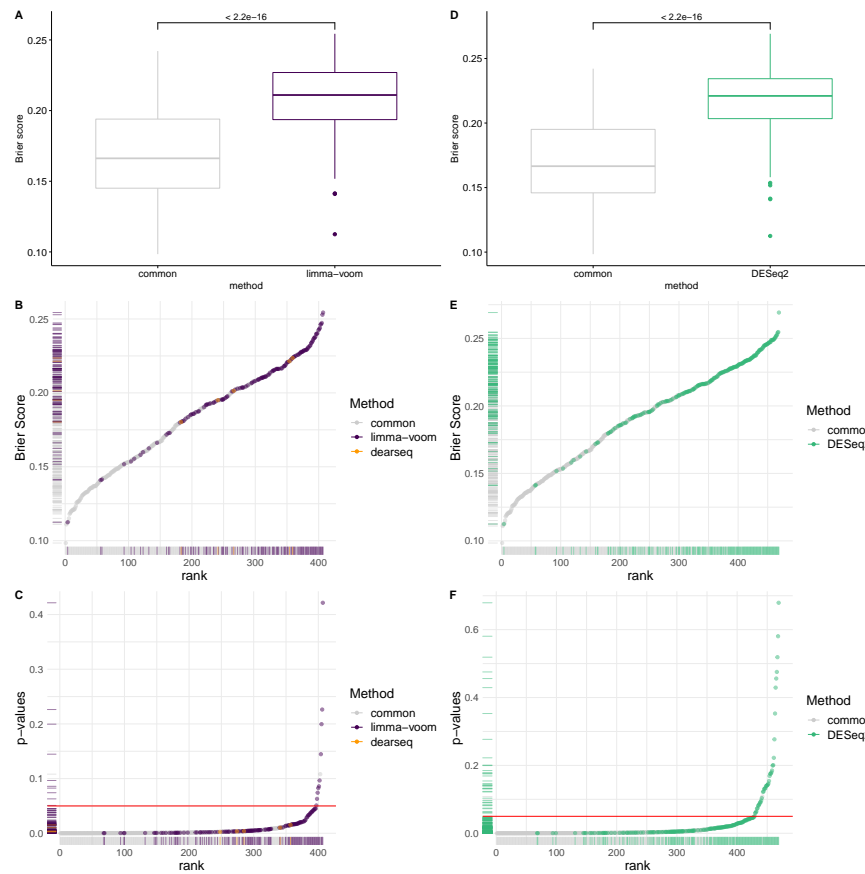 A
< 2.2e−16
0.25
0.20
0.15
0.10
Brier score
common
limma−voom
method
D
< 2.2e−16
0.25
0.20
0.15
0.10
Brier score
common
DESeq2
method
B
0.25
0.20
0.15
0.10
Brier Score
0
100
200
300
400
rank
Method
common
limma−voom
dearseq
E
0.25
0.20
0.15
0.10
Brier Score
0
100
200
300
400
rank
Method
commo
DESeq
C
0.4
0.3
0.2
0.1
0.0
p−values
0
100
200
300
400
rank
Method
common
limma−voom
dearseq
F
0.6
0.4
0.2
0.0
p−values
0
100
200
300
400
rank
Method
commo
DESeq